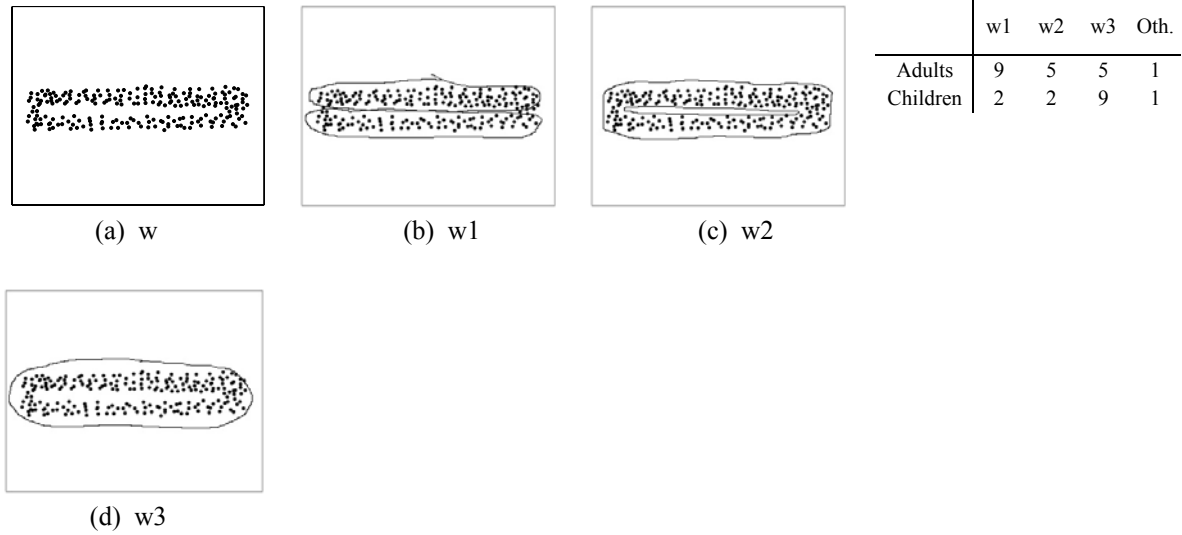 w1 w2 w3 Oth.
Adults 9 5 5 1
Children 2 2 9 1
(a) w
(b) w1
(c) w2
(d) w3